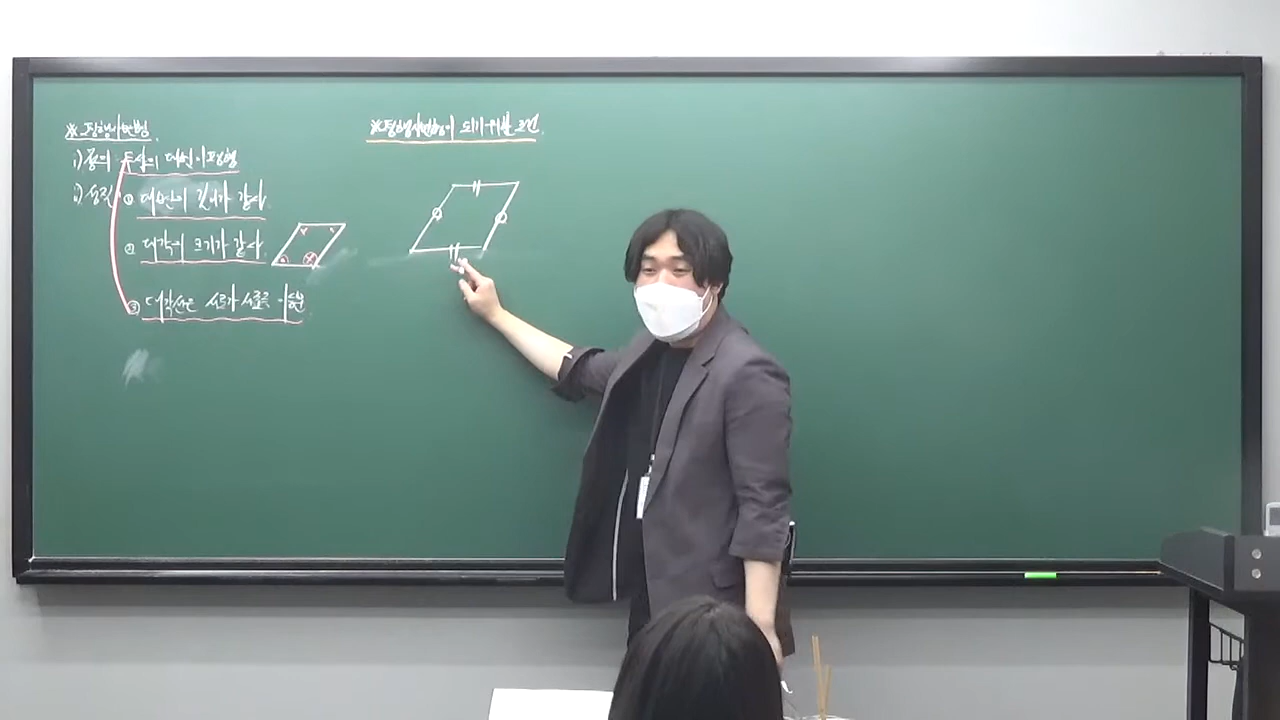 ※ 평행사변형
i) 정의 두 쌍의 대변이 평행
ii) 성질 ① 대변의 길이가 같다
② 대각의 크기가 같다
③ 대각선은 서로가 서로를 이등분
※ 평행사변형이 되기 위한 조건